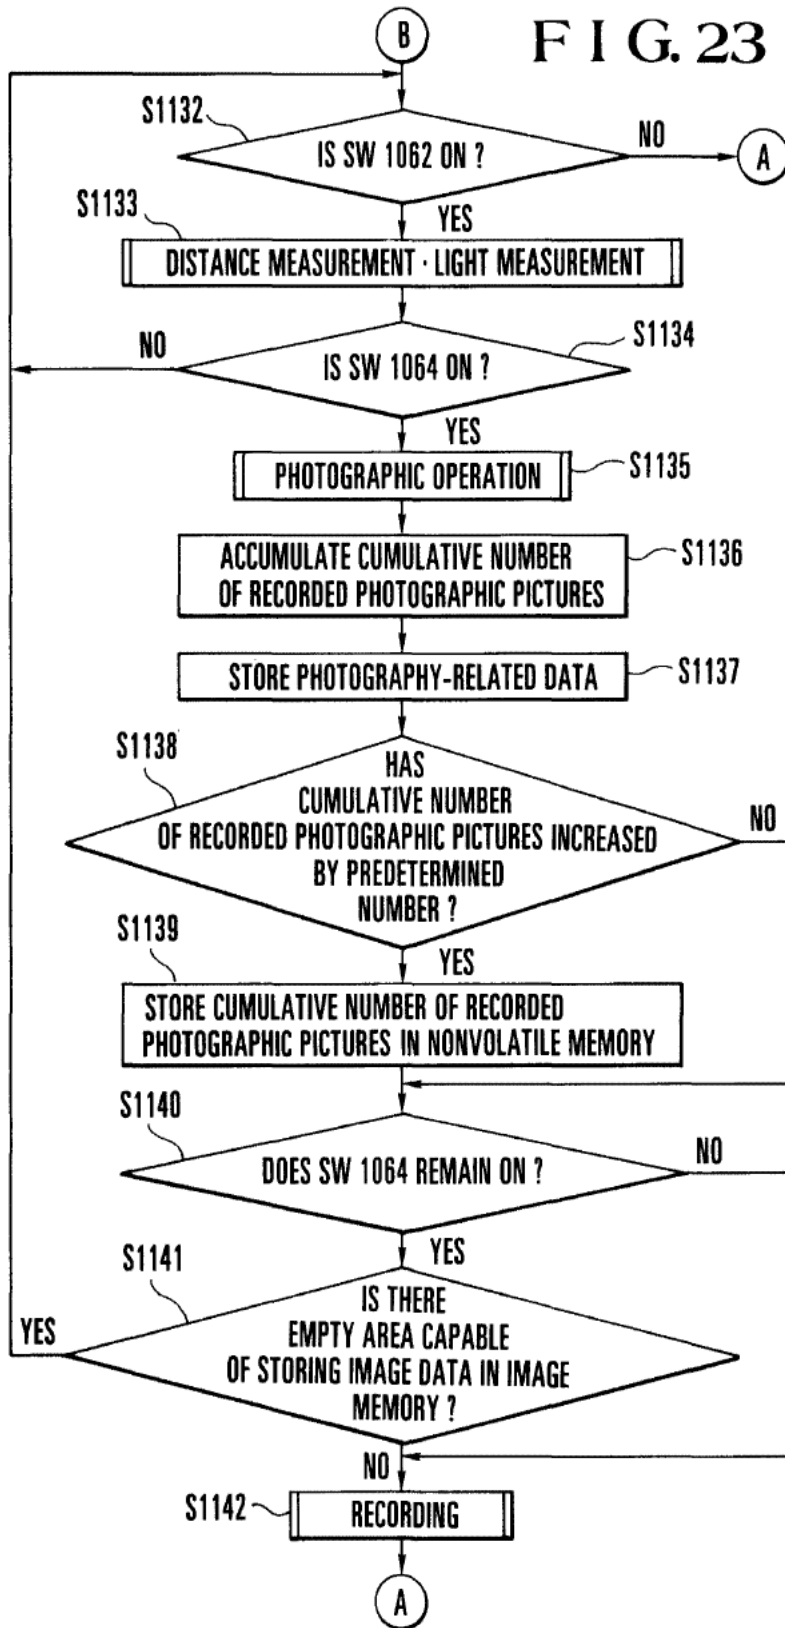 B
F I G. 23
S1132
IS SW 1062 ON ?
NO
A
YES
S1133
DISTANCE MEASUREMENT · LIGHT MEASUREMENT
NO
S1134
IS SW 1064 ON ?
YES
PHOTOGRAPHIC OPERATION
S1135
ACCUMULATE CUMULATIVE NUMBER
OF RECORDED PHOTOGRAPHIC PICTURES
S1136
STORE PHOTOGRAPHY-RELATED DATA
S1137
S1138
HAS
CUMULATIVE NUMBER
OF RECORDED PHOTOGRAPHIC PICTURES INCREASED
BY PREDETERMINED
NUMBER ?
NO
YES
S1139
STORE CUMULATIVE NUMBER OF RECORDED
PHOTOGRAPHIC PICTURES IN NONVOLATILE MEMORY
S1140
DOES SW 1064 REMAIN ON ?
NO
YES
S1141
IS THERE
EMPTY AREA CAPABLE
OF STORING IMAGE DATA IN IMAGE
MEMORY ?
YES
NO
S1142
RECORDING
A